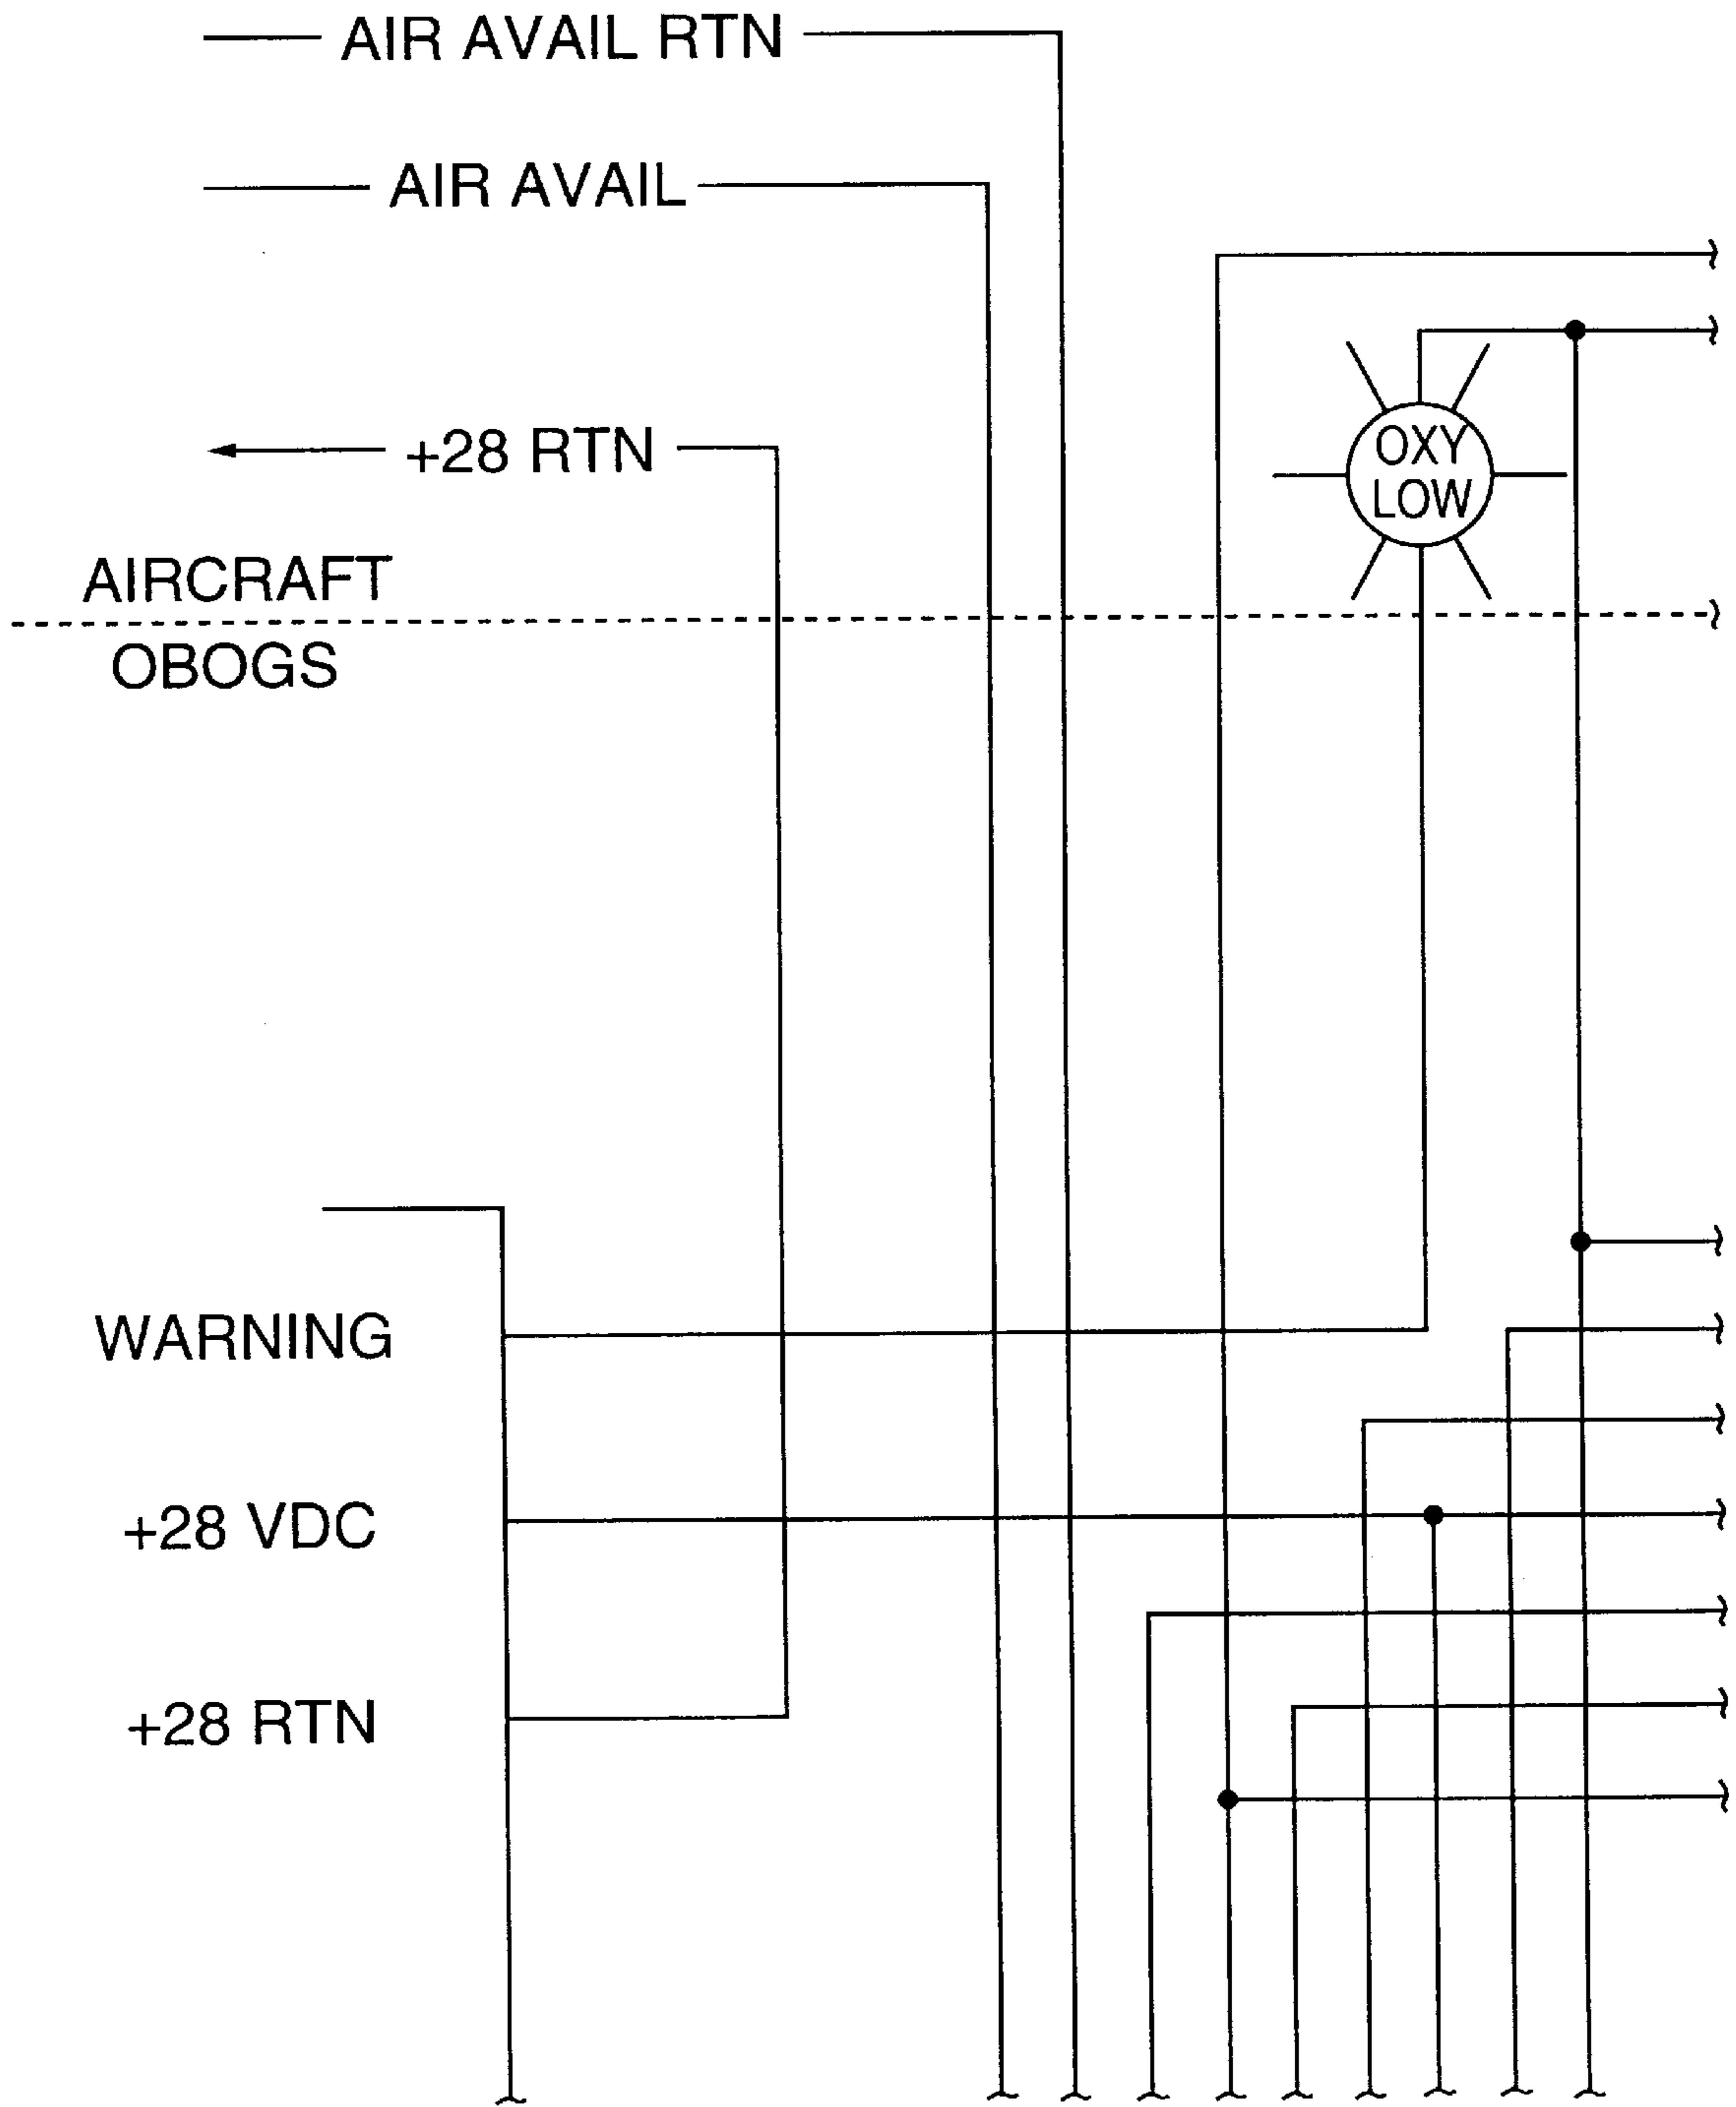 AIR AVAIL RTN
AIR AVAIL
+28 RTN
OXY
LOW
AIRCRAFT
OBOGS
WARNING
+28 VDC
+28 RTN